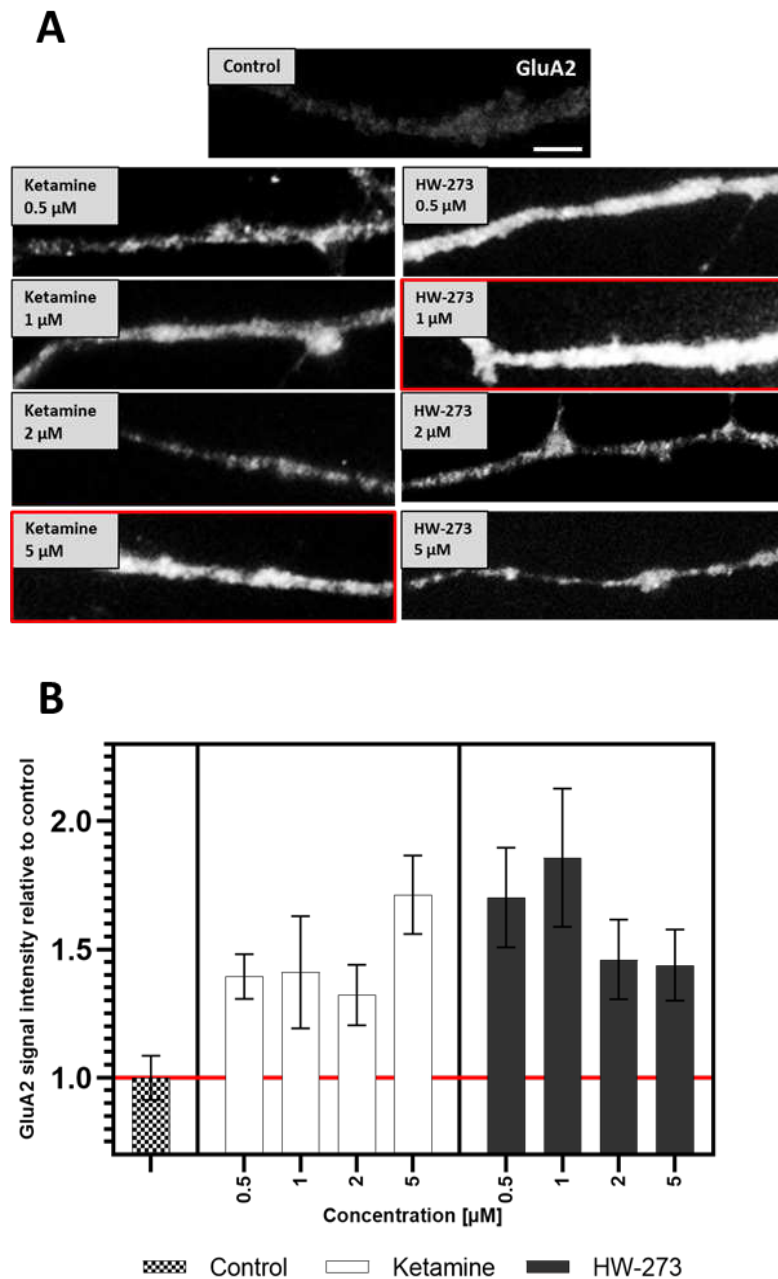 A
Control
GluA2
Ketamine
0.5 µM
HW-273
0.5 µM
Ketamine
1 µM
HW-273
1 µM
Ketamine
2 µM
HW-273
2 µM
Ketamine
5 µM
HW-273
5 µM
B
GluA2 signal intensity relative to control
2.0
1.5
1.0
0.5
1
2
5
0.5
1
2
5
Concentration [µM]
Control
Ketamine
HW-273